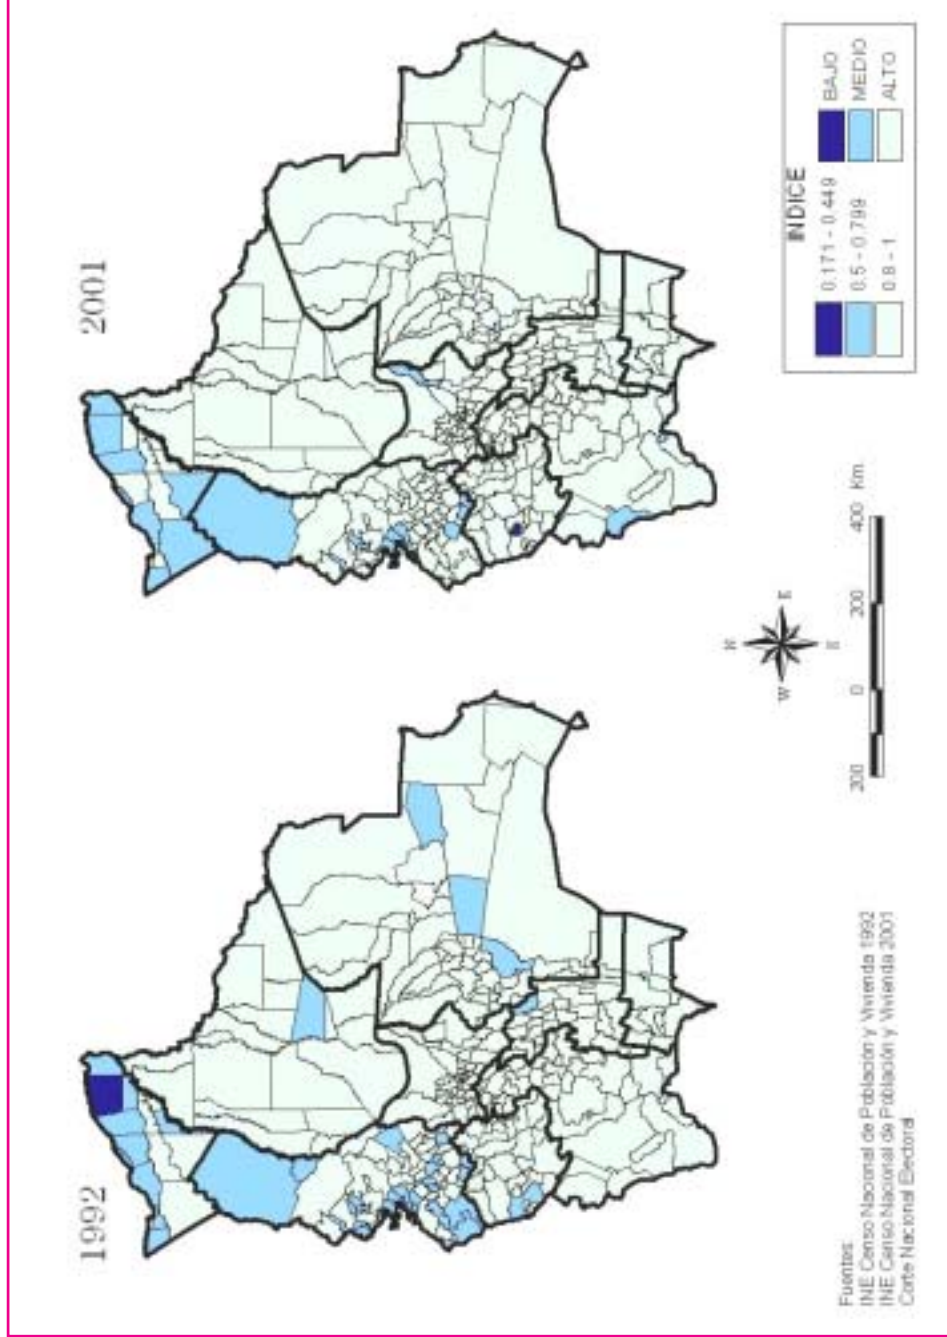 1992
2001
INDICE
0.171 - 0.449 BAJO
0.5 - 0.799 MEDIO
0.8 - 1 ALTO
N
W
E
S
200 0 200 400 Km.
Fuentes:
INE Censo Nacional de Población y Vivienda 1992
INE Censo Nacional de Población y Vivienda 2001
Corte Nacional Electoral